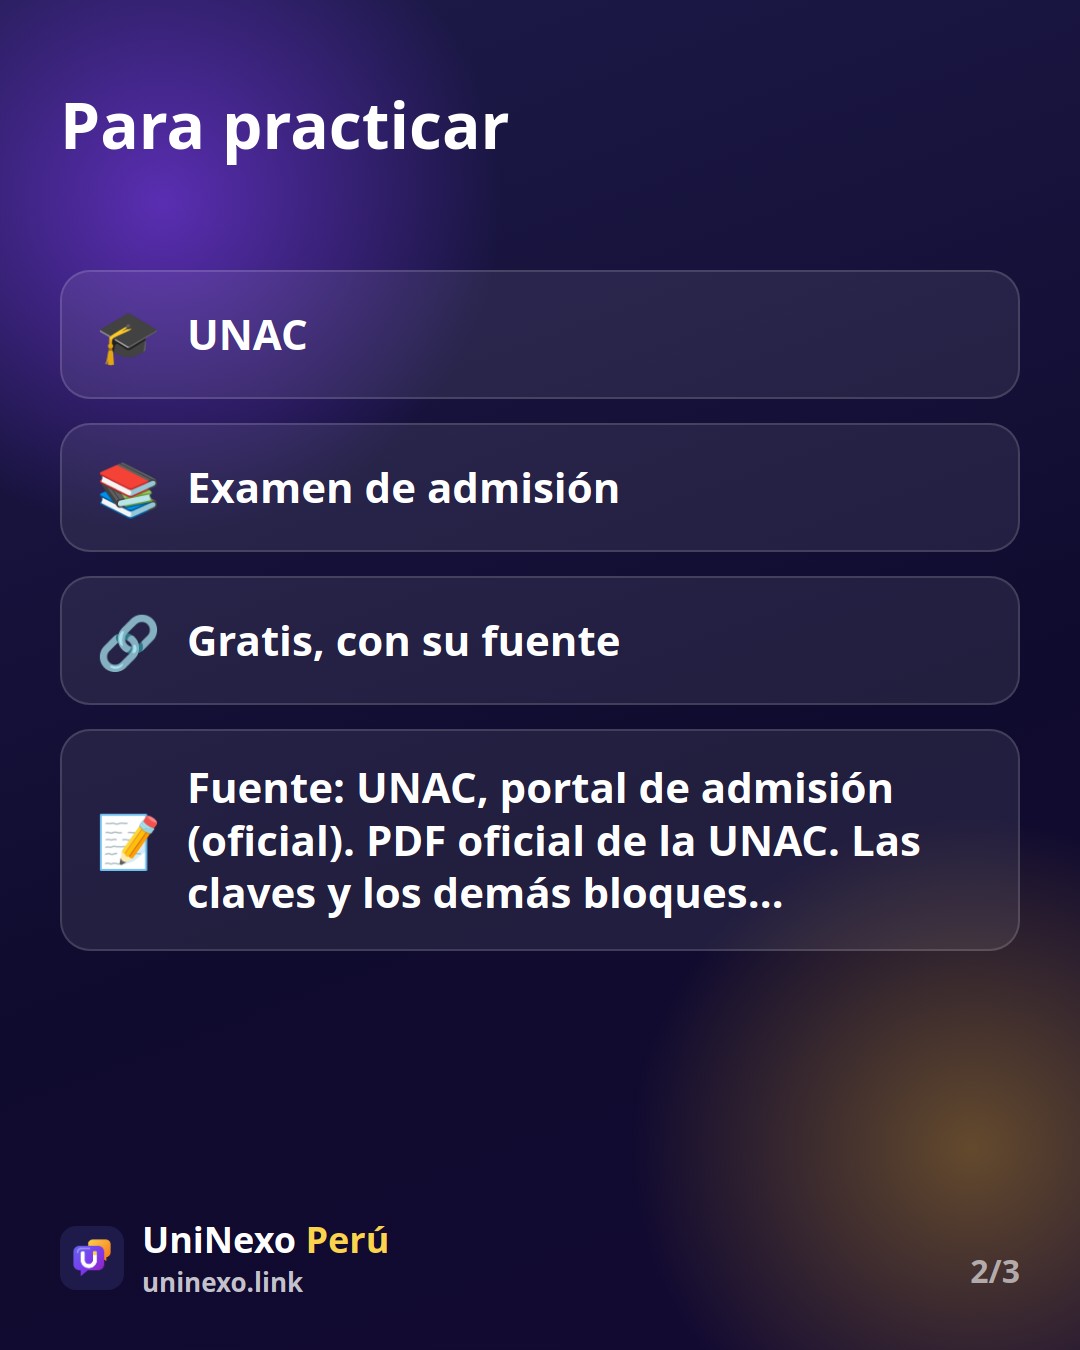 Para practicar
🎓 UNAC
📚 Examen de admisión
🔗 Gratis, con su fuente
📝 Fuente: UNAC, portal de admisión
(oficial). PDF oficial de la UNAC. Las
claves y los demás bloques...
UniNexo Perú
uninexo.link
2/3